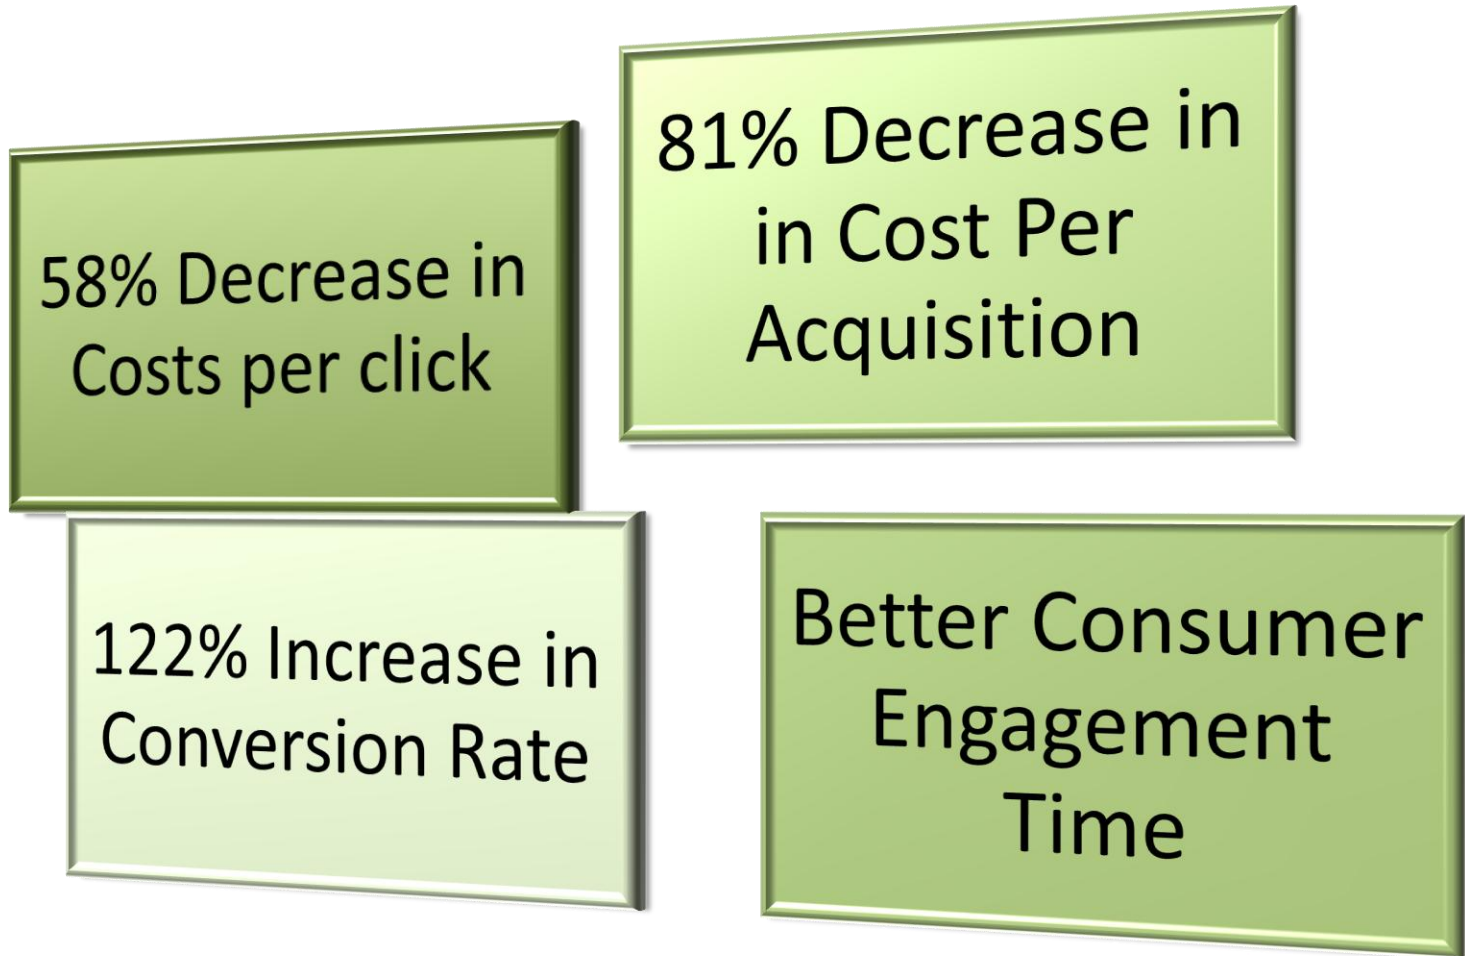 58% Decrease in
Costs per click
81% Decrease in
in Cost Per
Acquisition
122% Increase in
Conversion Rate
Better Consumer
Engagement
Time